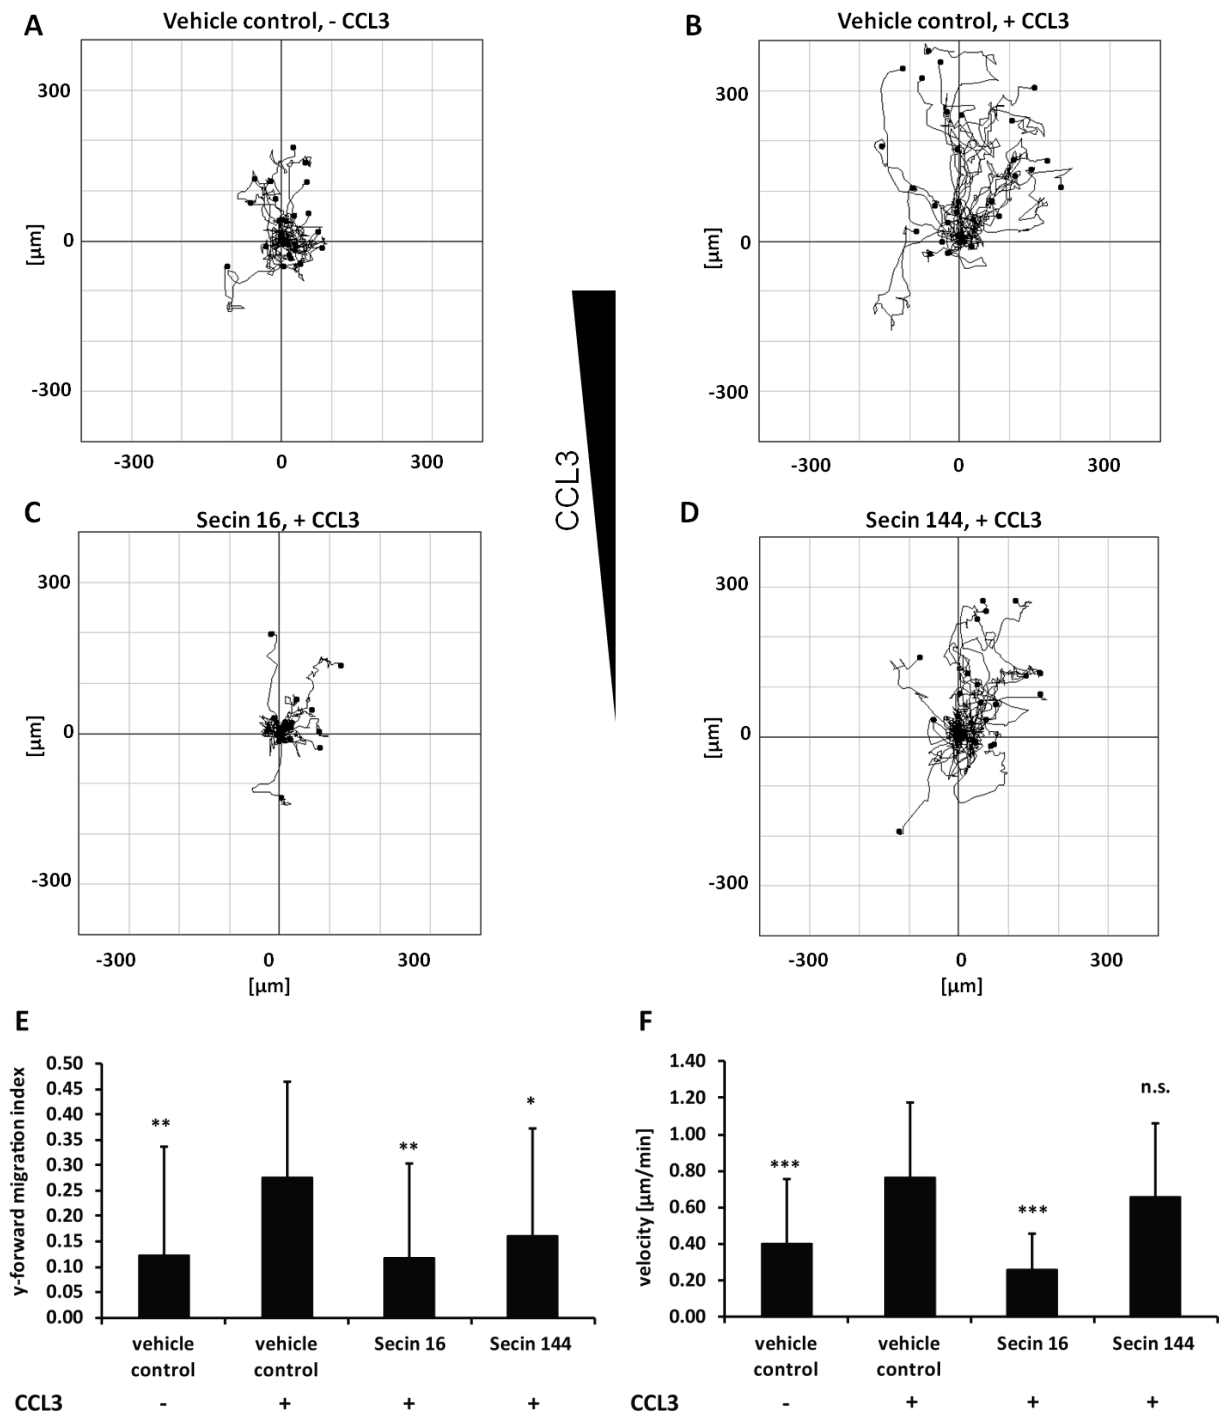 A
Vehicle control, - CCL3
300
0
-300
[μm]
-300 0 300
B
Vehicle control, + CCL3
300
0
-300
[μm]
-300 0 300
CCL3
C
Secin 16, + CCL3
300
0
-300
[μm]
-300 0 300
[μm]
D
Secin 144, + CCL3
300
0
-300
[μm]
-300 0 300
[μm]
E
y-forward migration index
0.50
0.45
0.40
0.35
0.30
0.25
0.20
0.15
0.10
0.05
0.00
**
**
*
vehicle control
vehicle control
Secin 16
Secin 144
CCL3 - + + +
F
velocity [μm/min]
1.40
1.20
1.00
0.80
0.60
0.40
0.20
0.00
***
***
n.s.
vehicle control
vehicle control
Secin 16
Secin 144
CCL3 - + + +